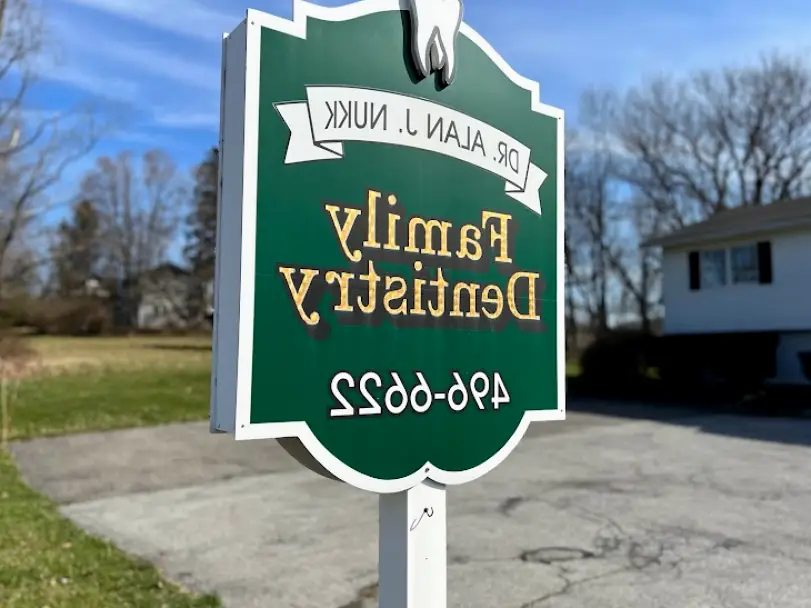 DR. ALAN J. NUKK
Family
Dentistry
496-6622